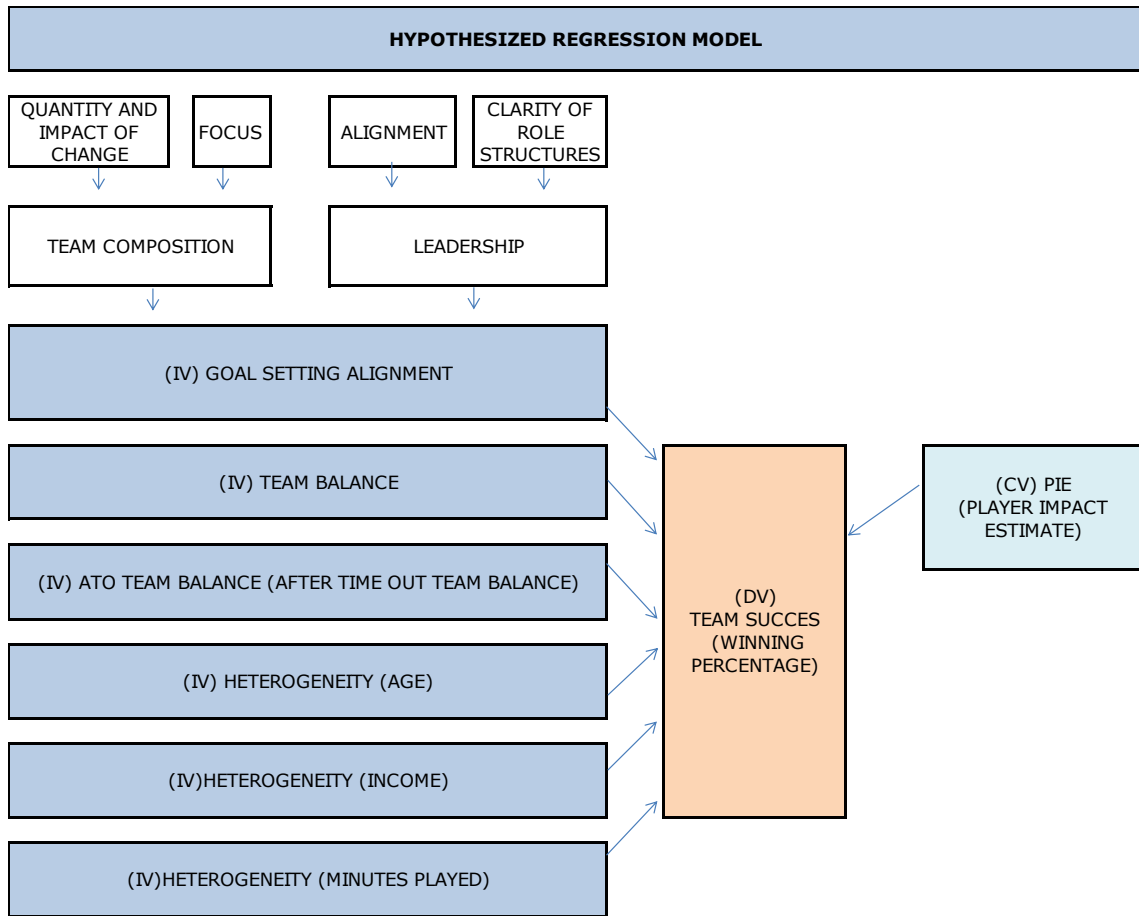 HYPOTHESIZED REGRESSION MODEL
QUANTITY AND
IMPACT OF
CHANGE
FOCUS
ALIGNMENT
CLARITY OF
ROLE
STRUCTURES
TEAM COMPOSITION
LEADERSHIP
(IV) GOAL SETTING ALIGNMENT
(IV) TEAM BALANCE
(IV) ATO TEAM BALANCE (AFTER TIME OUT TEAM BALANCE)
(IV) HETEROGENEITY (AGE)
(IV)HETEROGENEITY (INCOME)
(IV)HETEROGENEITY (MINUTES PLAYED)
(DV)
TEAM SUCCES
(WINNING
PERCENTAGE)
(CV) PIE
(PLAYER IMPACT
ESTIMATE)